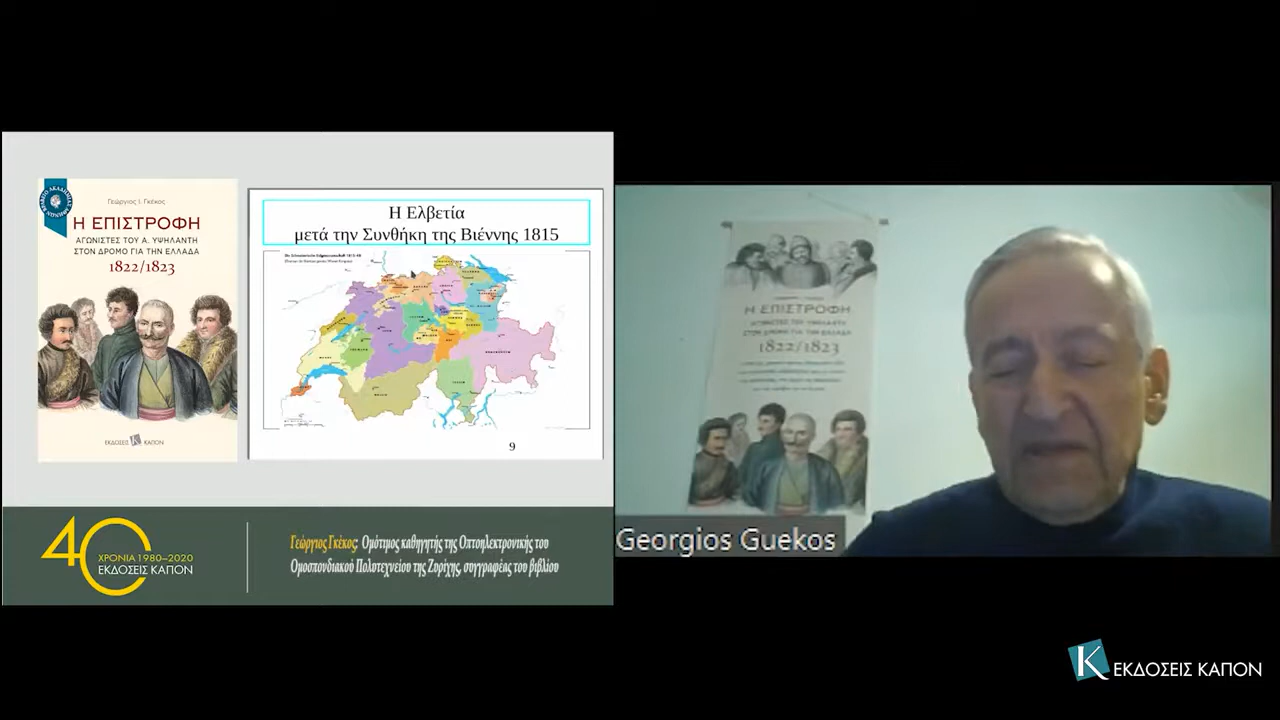 Γεώργιος Ι. Γκέκος
Η ΕΠΙΣΤΡΟΦΗ
ΑΓΩΝΙΣΤΕΣ ΤΟΥ Α. ΥΨΗΛΑΝΤΗ
ΣΤΟΝ ΔΡΟΜΟ ΓΙΑ ΤΗΝ ΕΛΛΑΔΑ
1822/1823
ΕΚΔΟΣΕΙΣ Κ ΚΑΠΟΝ
Η Ελβετία
μετά την Συνθήκη της Βιέννης 1815
9
40
ΧΡΟΝΙΑ 1980–2020
ΕΚΔΟΣΕΙΣ ΚΑΠΟΝ
Γεώργιος Γκέκος: Ομότιμος καθηγητής της Οπτοηλεκτρονικής του
Ομοσπονδιακού Πολυτεχνείου της Ζυρίχης, συγγραφέας του βιβλίου
Η ΕΠΙΣΤΡΟΦΗ
ΑΓΩΝΙΣΤΕΣ ΤΟΥ Α. ΥΨΗΛΑΝΤΗ
ΣΤΟΝ ΔΡΟΜΟ ΓΙΑ ΤΗΝ ΕΛΛΑΔΑ
1822/1823
Georgios Guekos
Κ ΕΚΔΟΣΕΙΣ ΚΑΠΟΝ